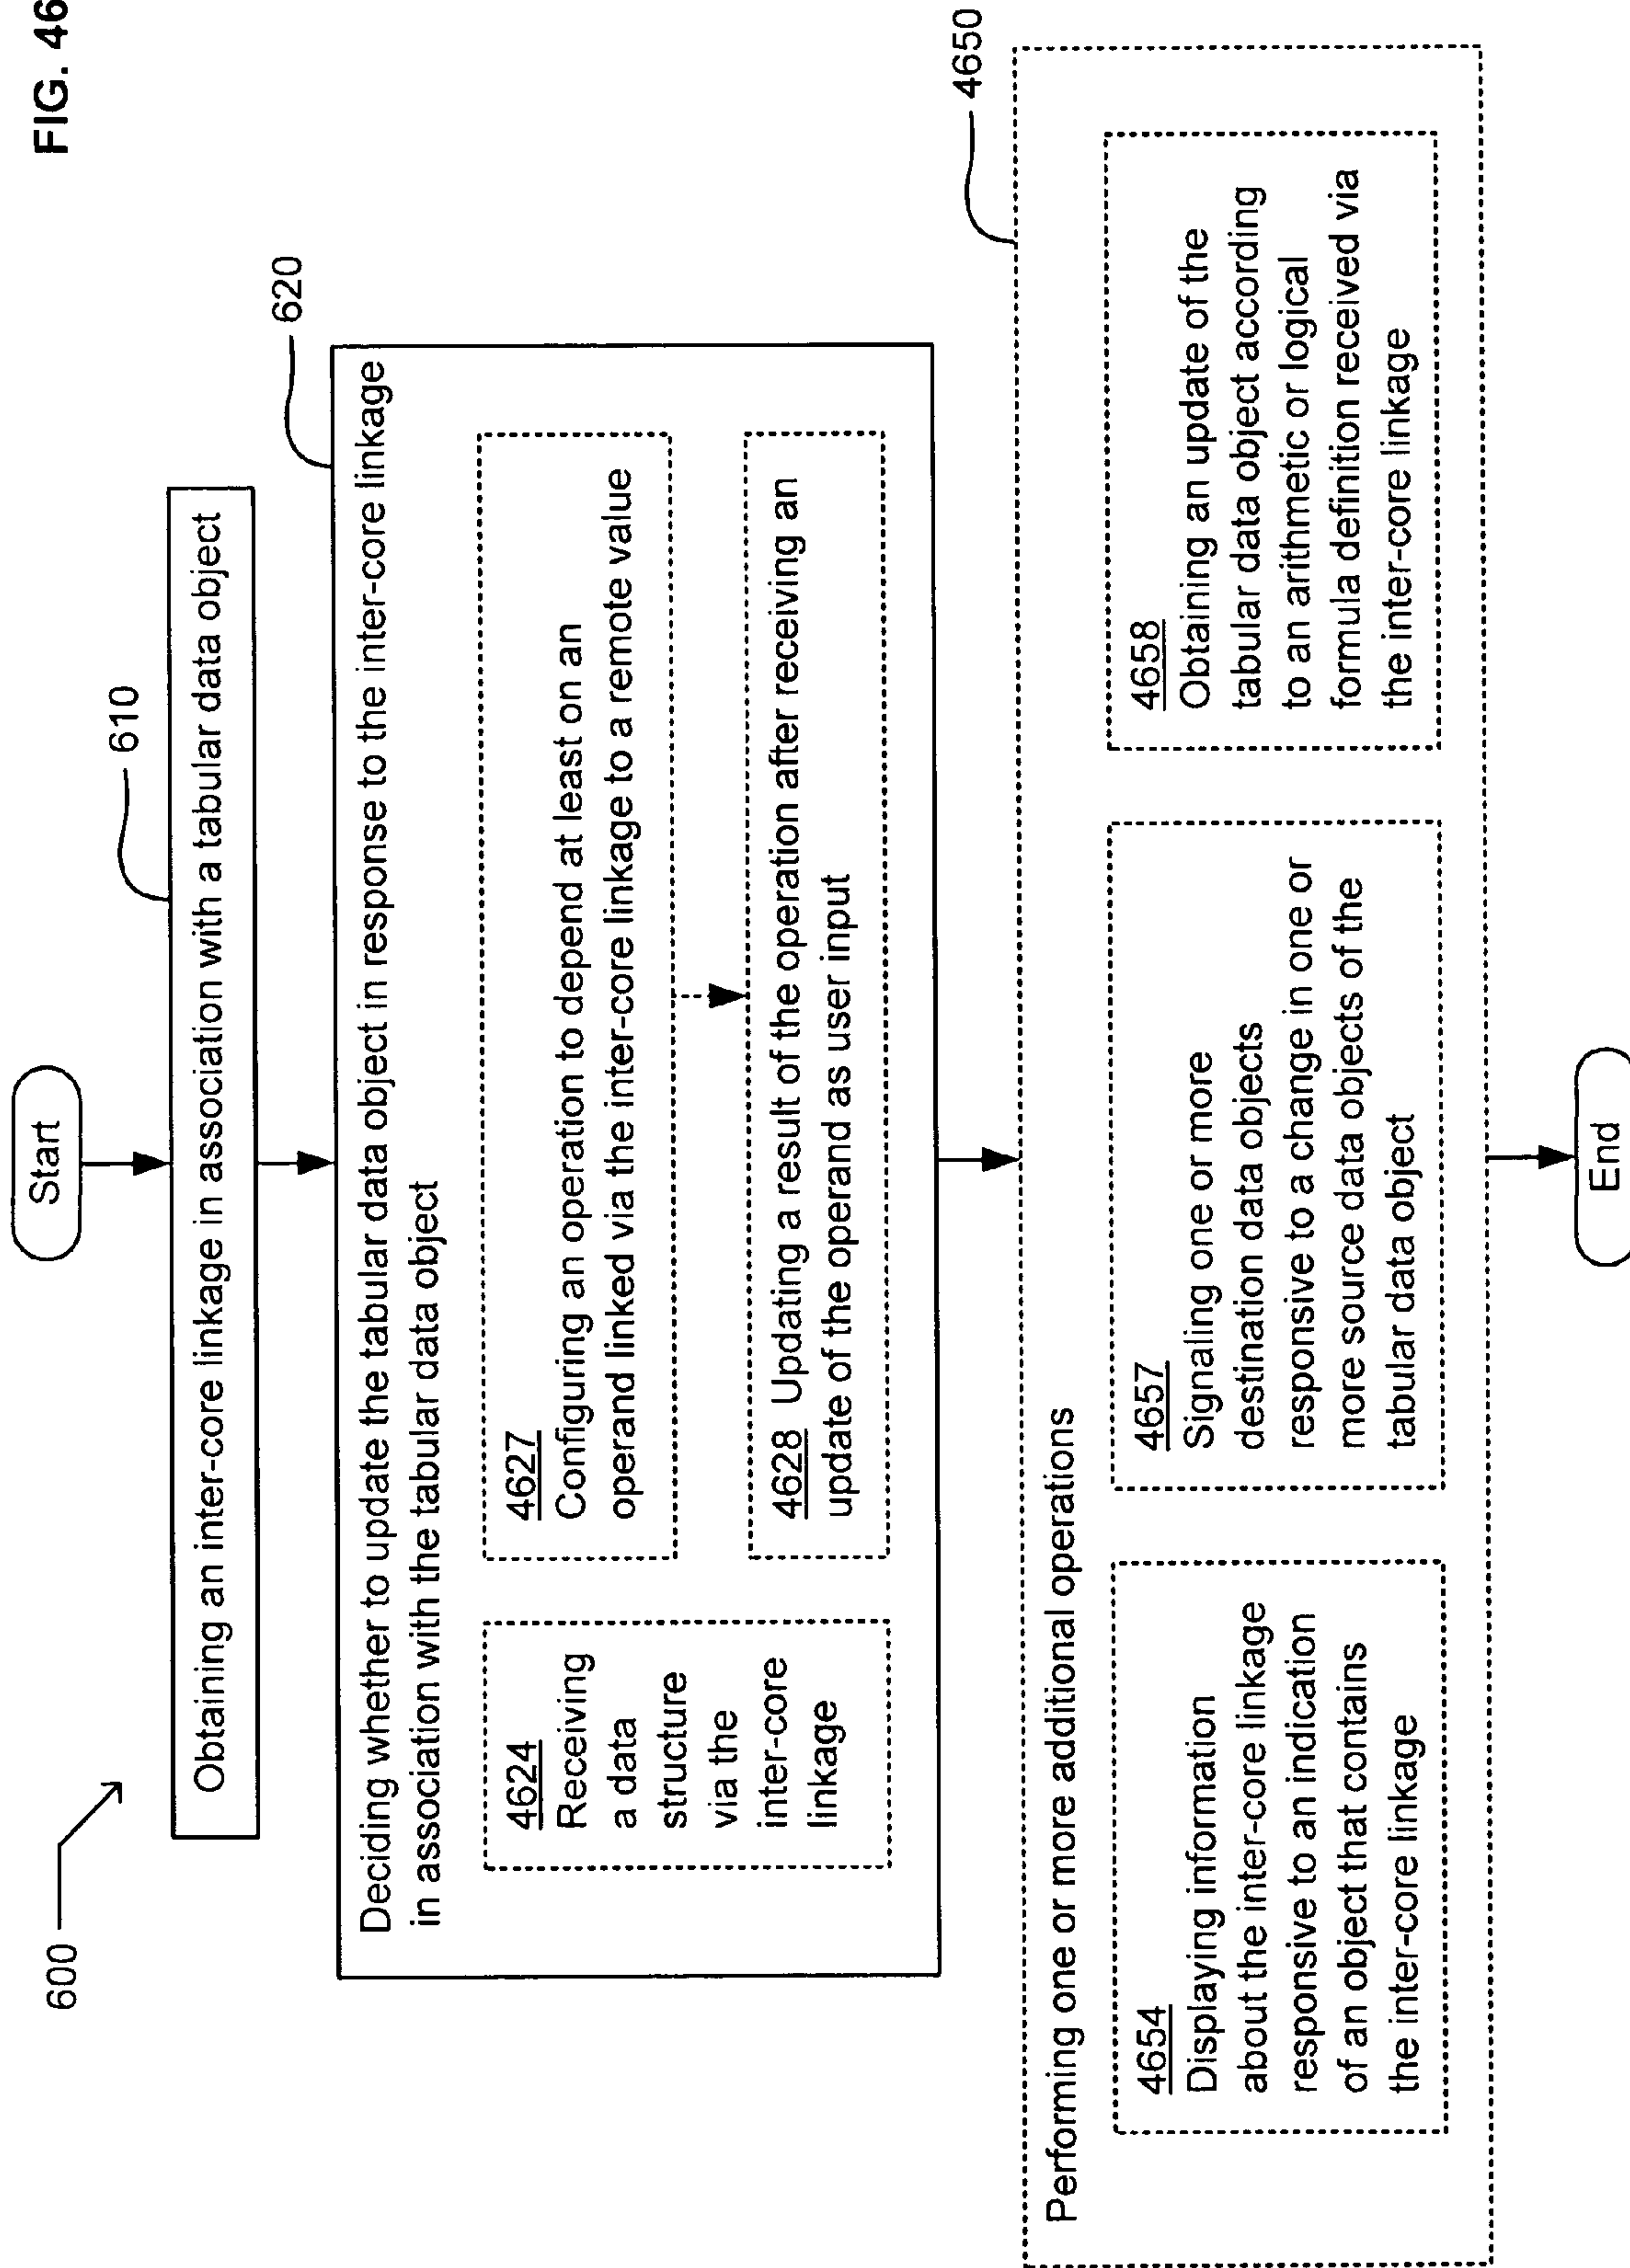 FIG. 46
600
Start
610
Obtaining an inter-core linkage in association with a tabular data object
620
Deciding whether to update the tabular data object in response to the inter-core linkage
in association with the tabular data object
4624
Receiving
a data
structure
via the
inter-core
linkage
4627
Configuring an operation to depend at least on an
operand linked via the inter-core linkage to a remote value
4628 Updating a result of the operation after receiving an
update of the operand as user input
4650
Performing one or more additional operations
4654
Displaying information
about the inter-core linkage
responsive to an indication
of an object that contains
the inter-core linkage
4657
Signaling one or more
destination data objects
responsive to a change in one or
more source data objects of the
tabular data object
4658
Obtaining an update of the
tabular data object according
to an arithmetic or logical
formula definition received via
the inter-core linkage
End